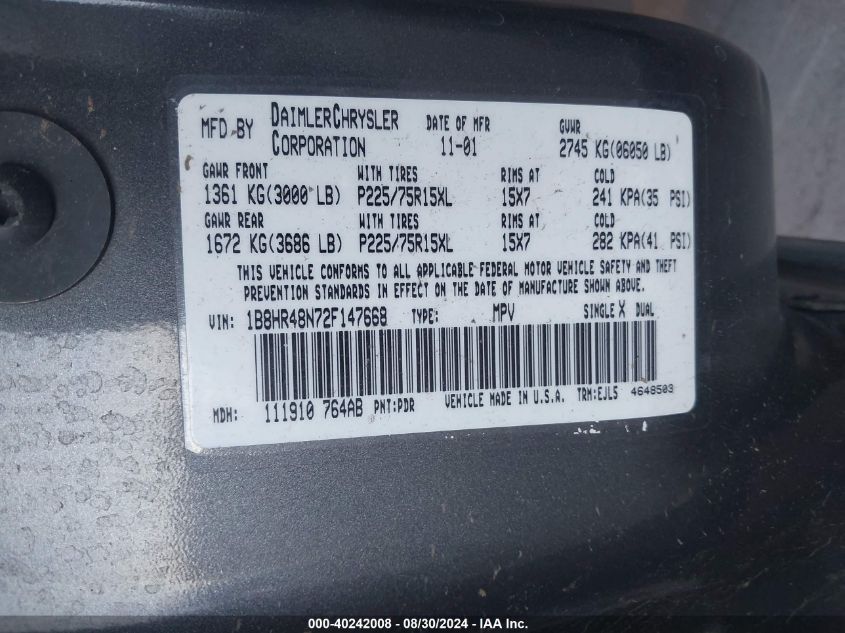 MFD BY DAIMLERCHRYSLER CORPORATION DATE OF MFR 11-01 GVWR 2745 KG(06050 LB)
GAWR FRONT WITH TIRES RIMS AT COLD
1361 KG(3000 LB) P225/75R15XL 15X7 241 KPA(35 PSI)
GAWR REAR WITH TIRES RIMS AT COLD
1672 KG(3686 LB) P225/75R15XL 15X7 282 KPA(41 PSI)
THIS VEHICLE CONFORMS TO ALL APPLICABLE FEDERAL MOTOR VEHICLE SAFETY AND THEFT
PREVENTION STANDARDS IN EFFECT ON THE DATE OF MANUFACTURE SHOWN ABOVE.
VIN: 1B8HR48N72F147668 TYPE: MPV SINGLE X DUAL
MDH: 111910 764AB PNT:PDR VEHICLE MADE IN U.S.A. TRM:EJL5 4648503
000-40242008 - 08/30/2024 - IAA Inc.